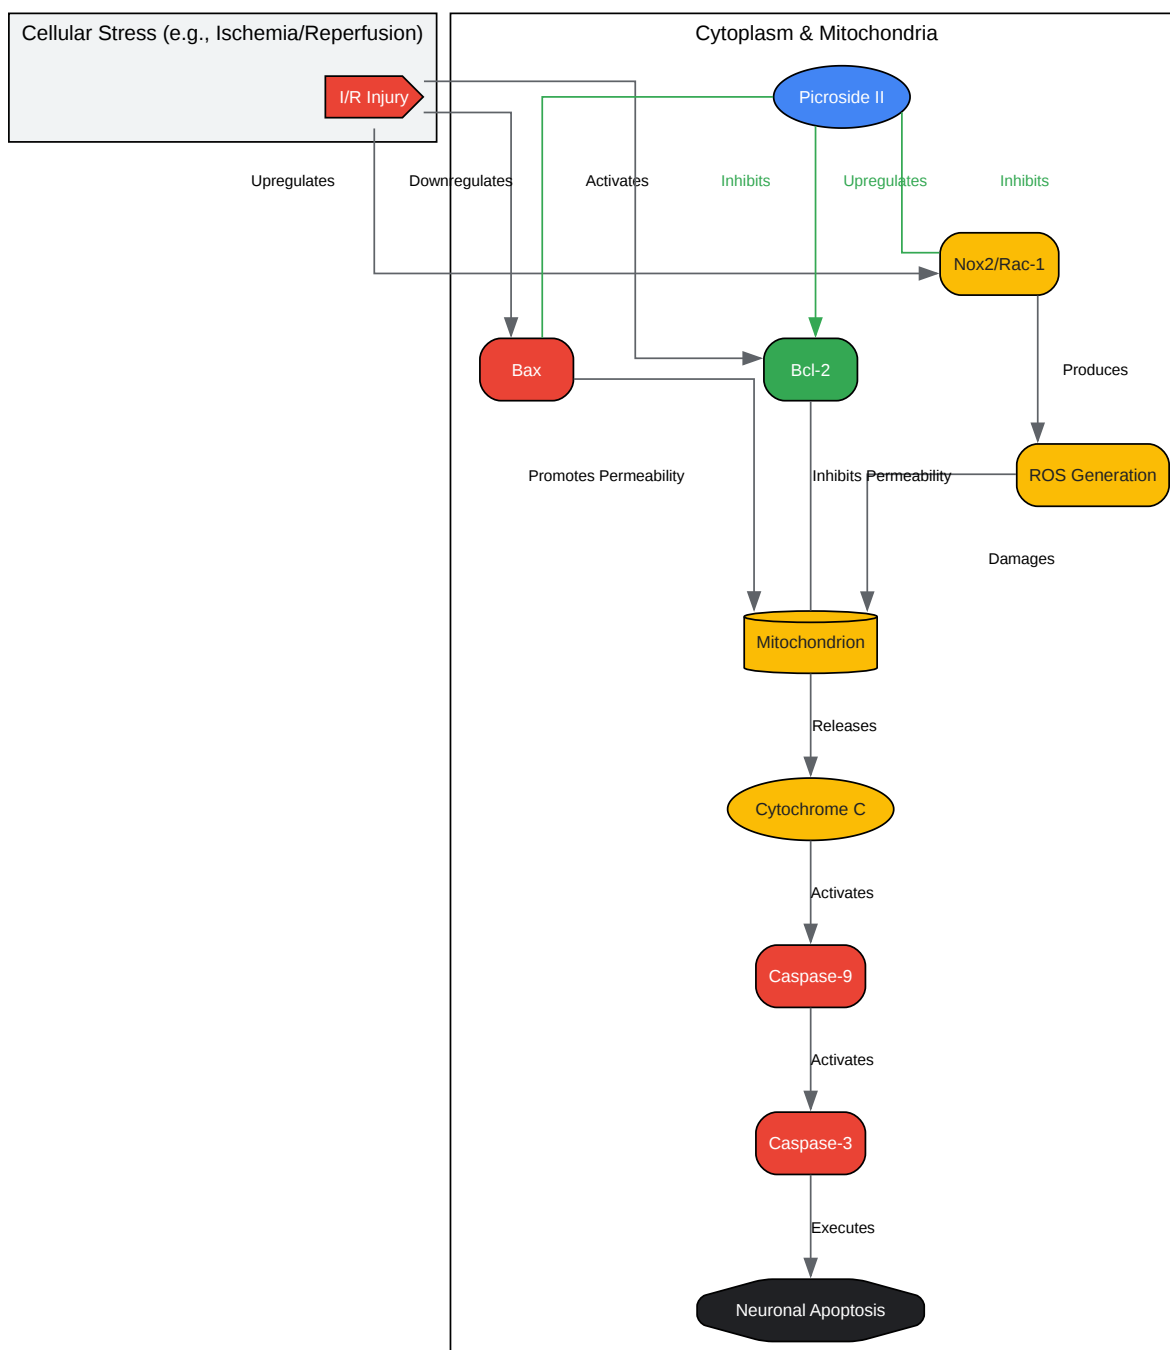 Cellular Stress (e.g., Ischemia/Reperfusion)
Cytoplasm & Mitochondria
I/R Injury
Picroside II
Upregulates
Downregulates
Activates
Inhibits
Upregulates
Inhibits
Nox2/Rac-1
Bax
Bcl-2
Produces
Promotes Permeability
Inhibits Permeability
ROS Generation
Damages
Mitochondrion
Releases
Cytochrome C
Activates
Caspase-9
Activates
Caspase-3
Executes
Neuronal Apoptosis